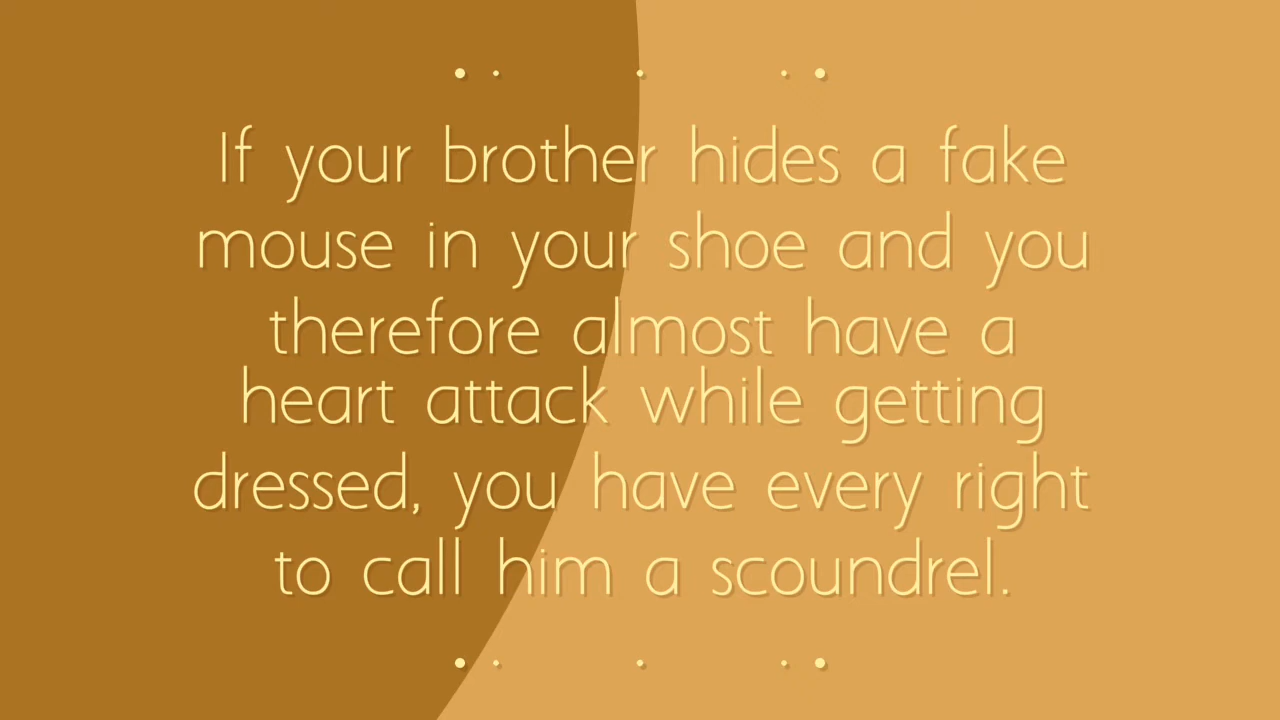 If your brother hides a fake
mouse in your shoe and you
therefore almost have a
heart attack while getting
dressed, you have every right
to call him a scoundrel.